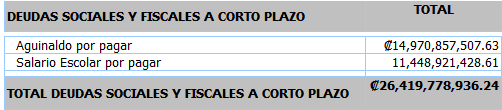 DEUDAS SOCIALES Y FISCALES A CORTO PLAZO TOTAL
Aguinaldo por pagar ₡14,970,857,507.63
Salario Escolar por pagar 11,448,921,428.61
TOTAL DEUDAS SOCIALES Y FISCALES A CORTO PLAZO ₡26,419,778,936.24